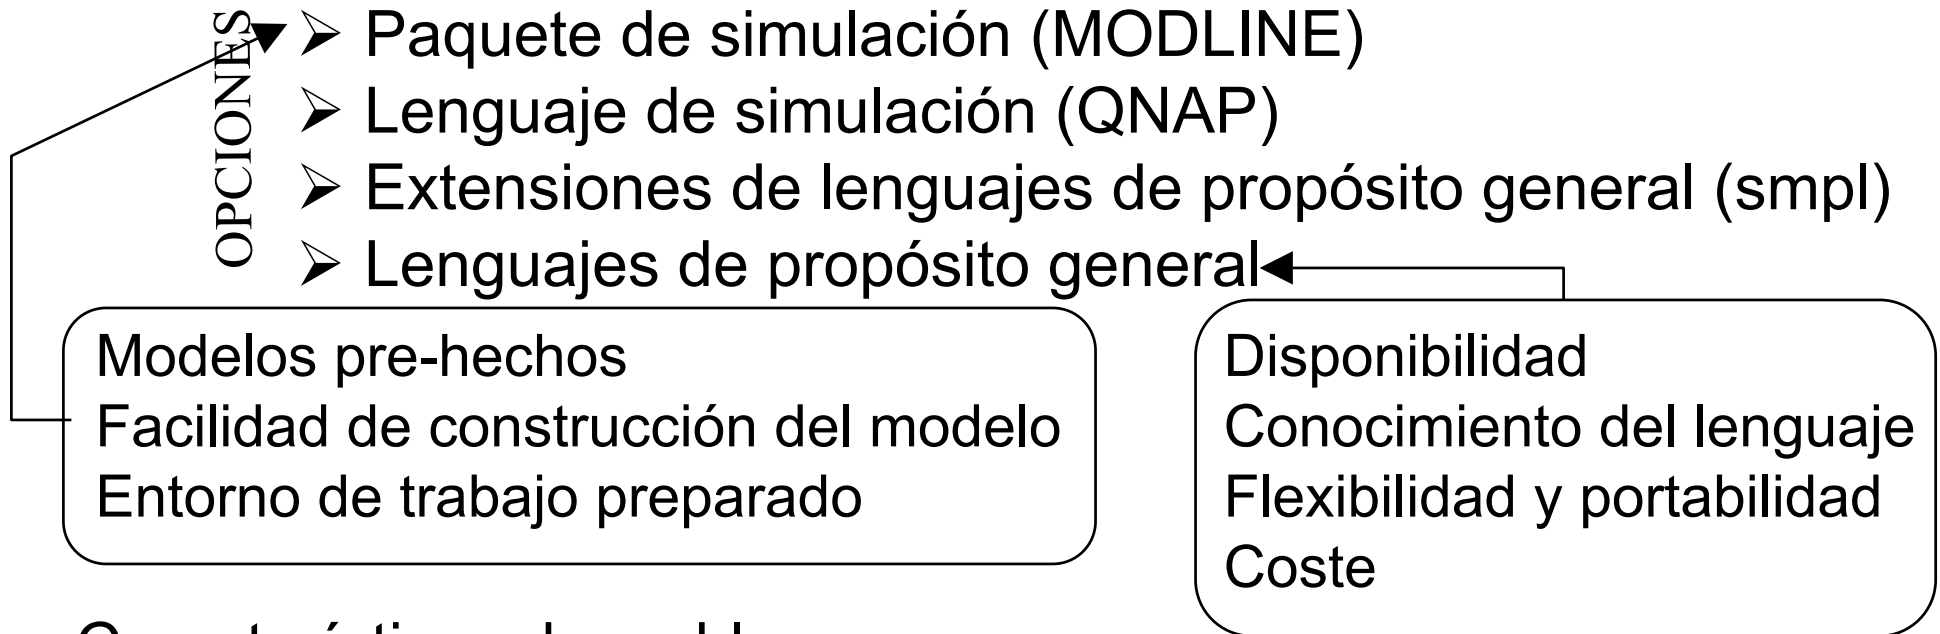 OPCIONES
➢ Paquete de simulación (MODLINE)
➢ Lenguaje de simulación (QNAP)
➢ Extensiones de lenguajes de propósito general (smpl)
➢ Lenguajes de propósito general
Modelos pre-hechos
Facilidad de construcción del modelo
Entorno de trabajo preparado
Disponibilidad
Conocimiento del lenguaje
Flexibilidad y portabilidad
Coste